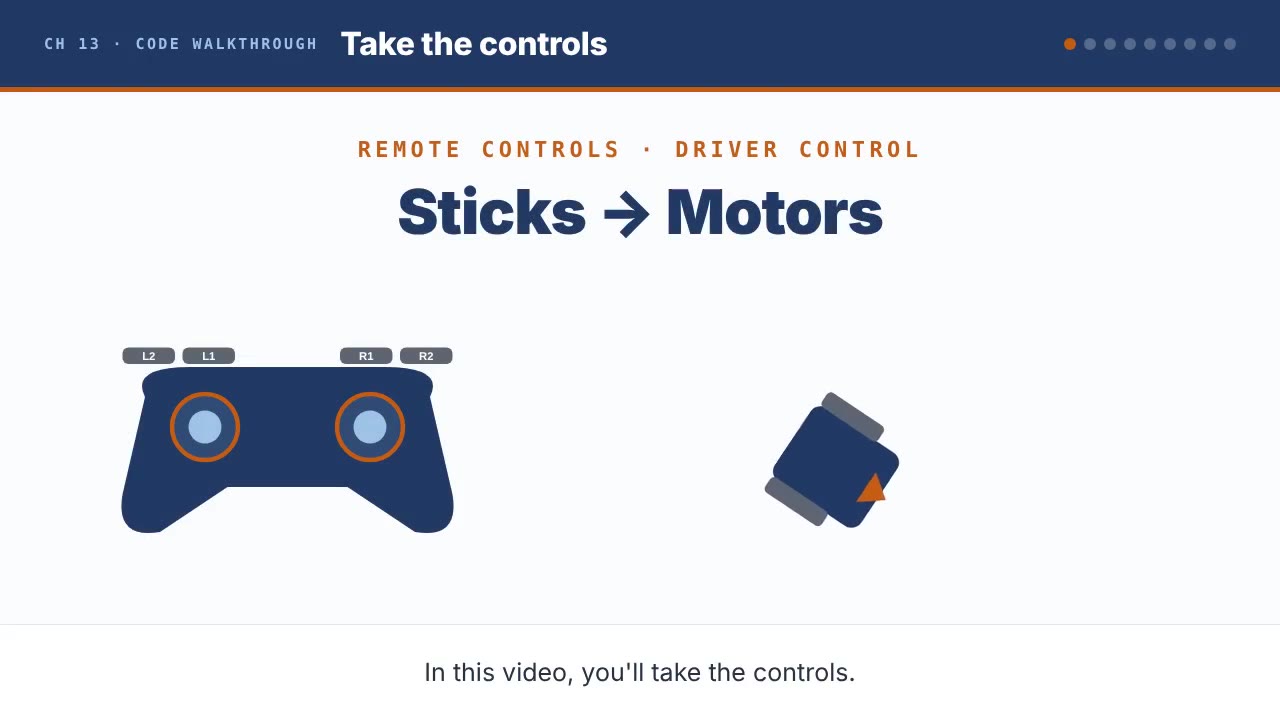 CH 13 · CODE WALKTHROUGH Take the controls
REMOTE CONTROLS · DRIVER CONTROL
Sticks → Motors
L2 L1 R1 R2
In this video, you'll take the controls.